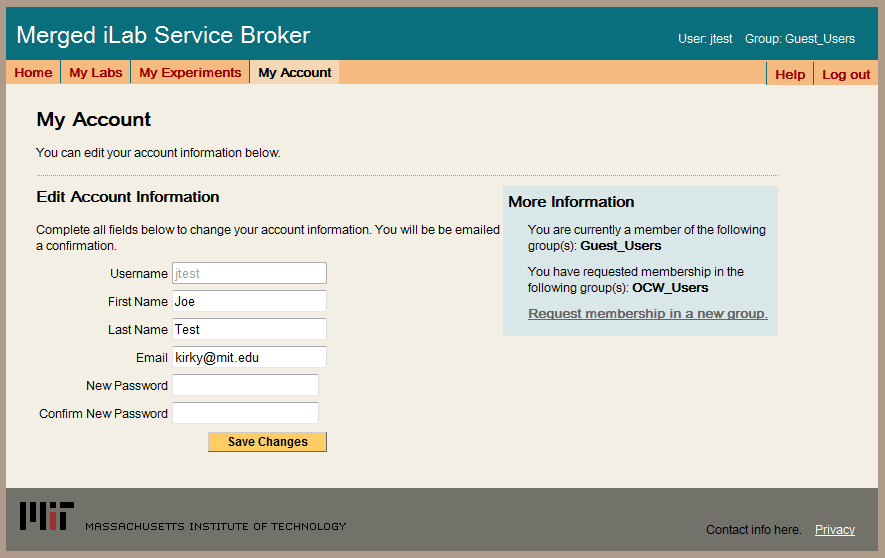 Merged iLab Service Broker
User: jtest Group: Guest_Users
Home My Labs My Experiments My Account Help Log out
My Account
You can edit your account information below.
Edit Account Information
Complete all fields below to change your account information. You will be be emailed
a confirmation.
Username jtest
First Name Joe
Last Name Test
Email kirky@mit.edu
New Password
Confirm New Password
Save Changes
More Information
You are currently a member of the following
group(s): Guest_Users
You have requested membership in the
following group(s): OCW_Users
Request membership in a new group.
MIT MASSACHUSETTS INSTITUTE OF TECHNOLOGY
Contact info here. Privacy